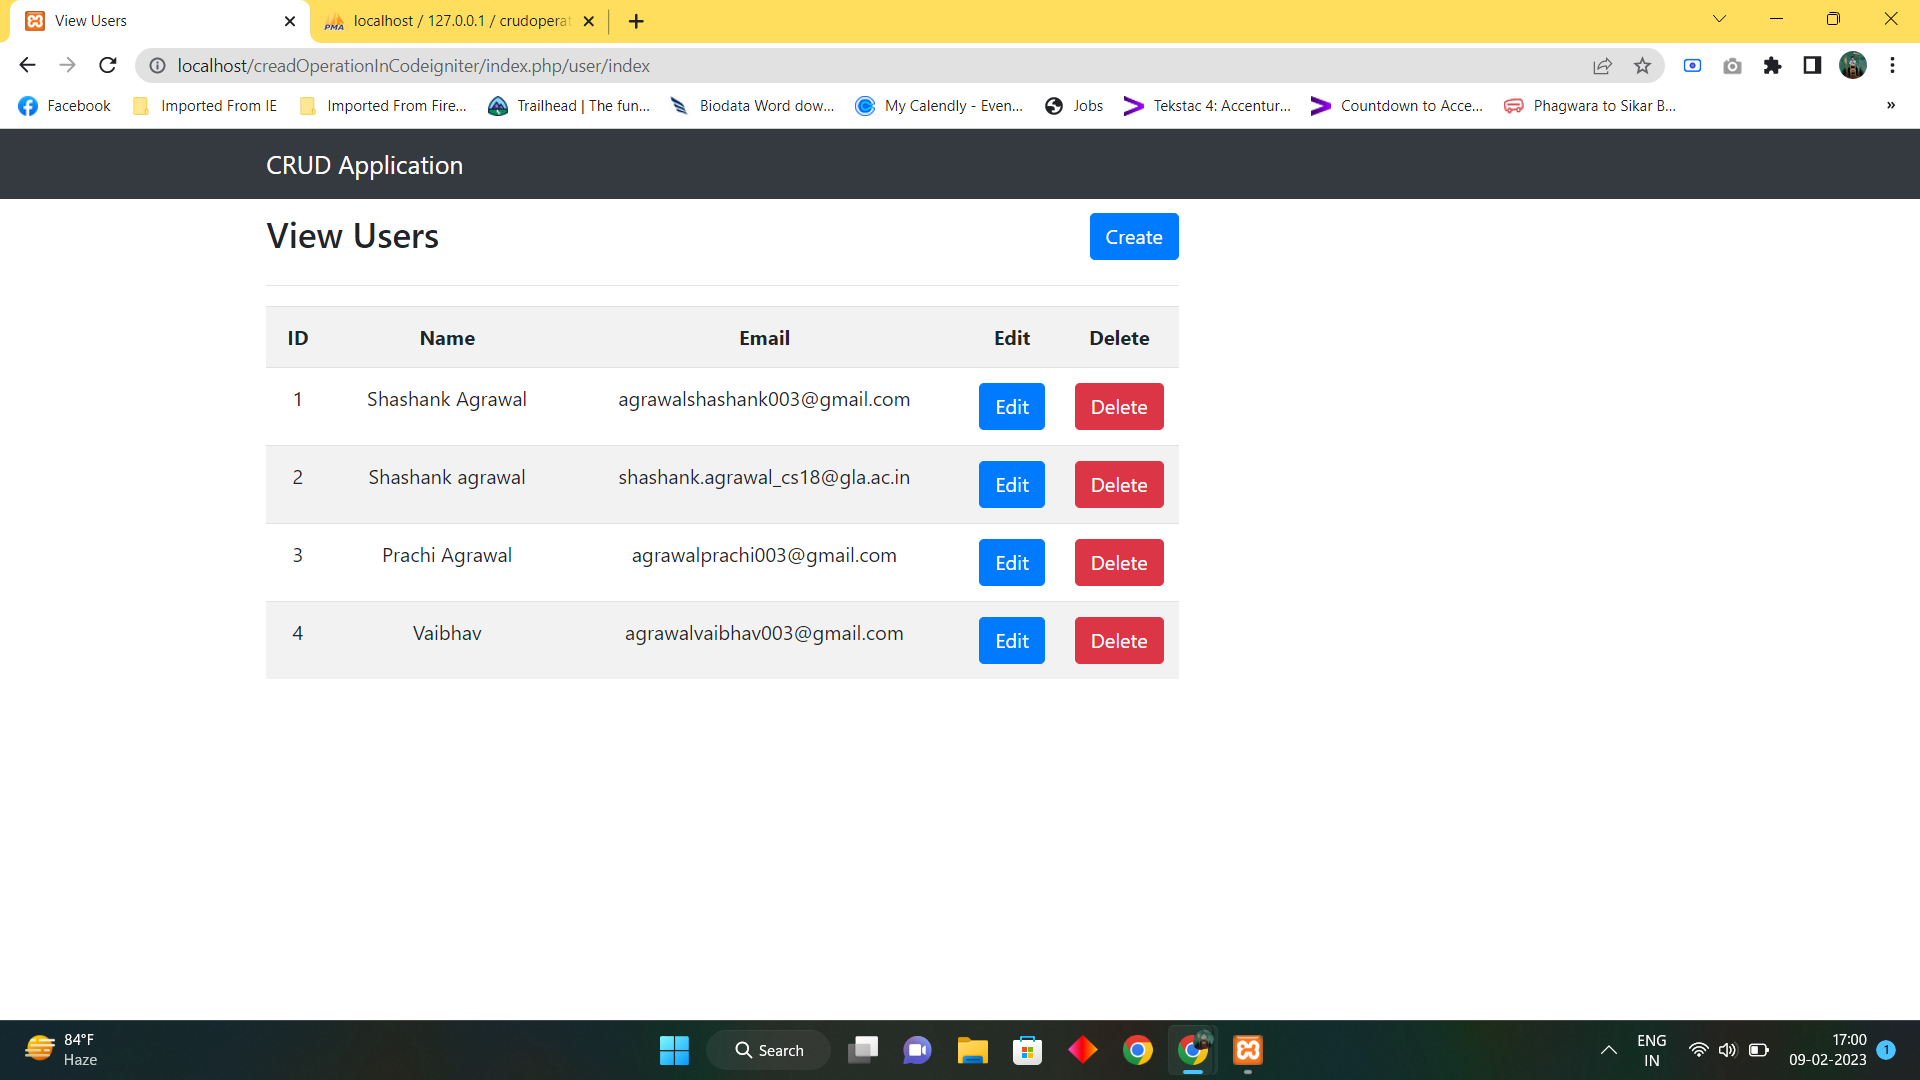 View Users
localhost / 127.0.0.1 / crudoperat
localhost/creadOperationInCodeigniter/index.php/user/index
Facebook Imported From IE Imported From Fire... Trailhead | The fun... Biodata Word dow... My Calendly - Even... Jobs Tekstac 4: Accentur... Countdown to Acce... Phagwara to Sikar B... »
CRUD Application
View Users Create
ID Name Email Edit Delete
1 Shashank Agrawal agrawalshashank003@gmail.com Edit Delete
2 Shashank agrawal shashank.agrawal_cs18@gla.ac.in Edit Delete
3 Prachi Agrawal agrawalprachi003@gmail.com Edit Delete
4 Vaibhav agrawalvaibhav003@gmail.com Edit Delete
84°F
Haze
Search
ENG
IN
17:00
09-02-2023
1